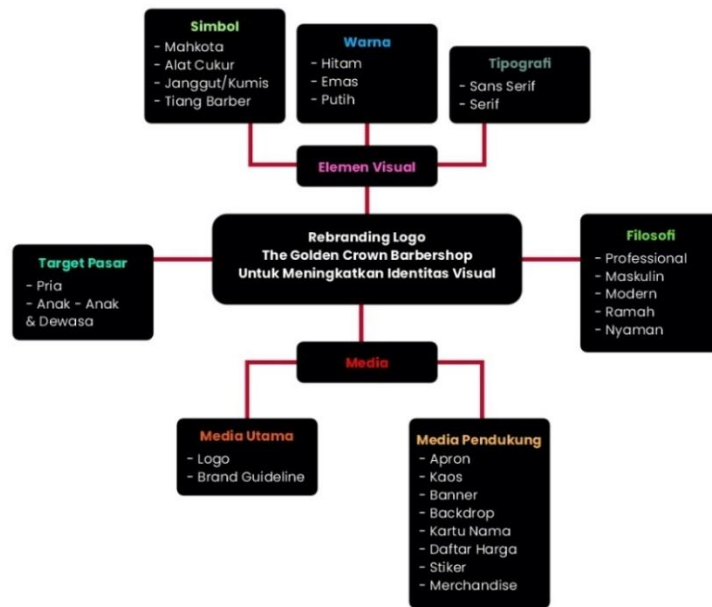 Simbol
- Mahkota
- Alat Cukur
- Janggut/Kumis
- Tiang Barber
Warna
- Hitam
- Emas
- Putih
Tipografi
- Sans Serif
- Serif
Elemen Visual
Rebranding Logo
The Golden Crown Barbershop
Untuk Meningkatkan Identitas Visual
Target Pasar
- Pria
- Anak - Anak
& Dewasa
Filosofi
- Professional
- Maskulin
- Modern
- Ramah
- Nyaman
Media
Media Utama
- Logo
- Brand Guideline
Media Pendukung
- Apron
- Kaos
- Banner
- Backdrop
- Kartu Nama
- Daftar Harga
- Stiker
- Merchandise